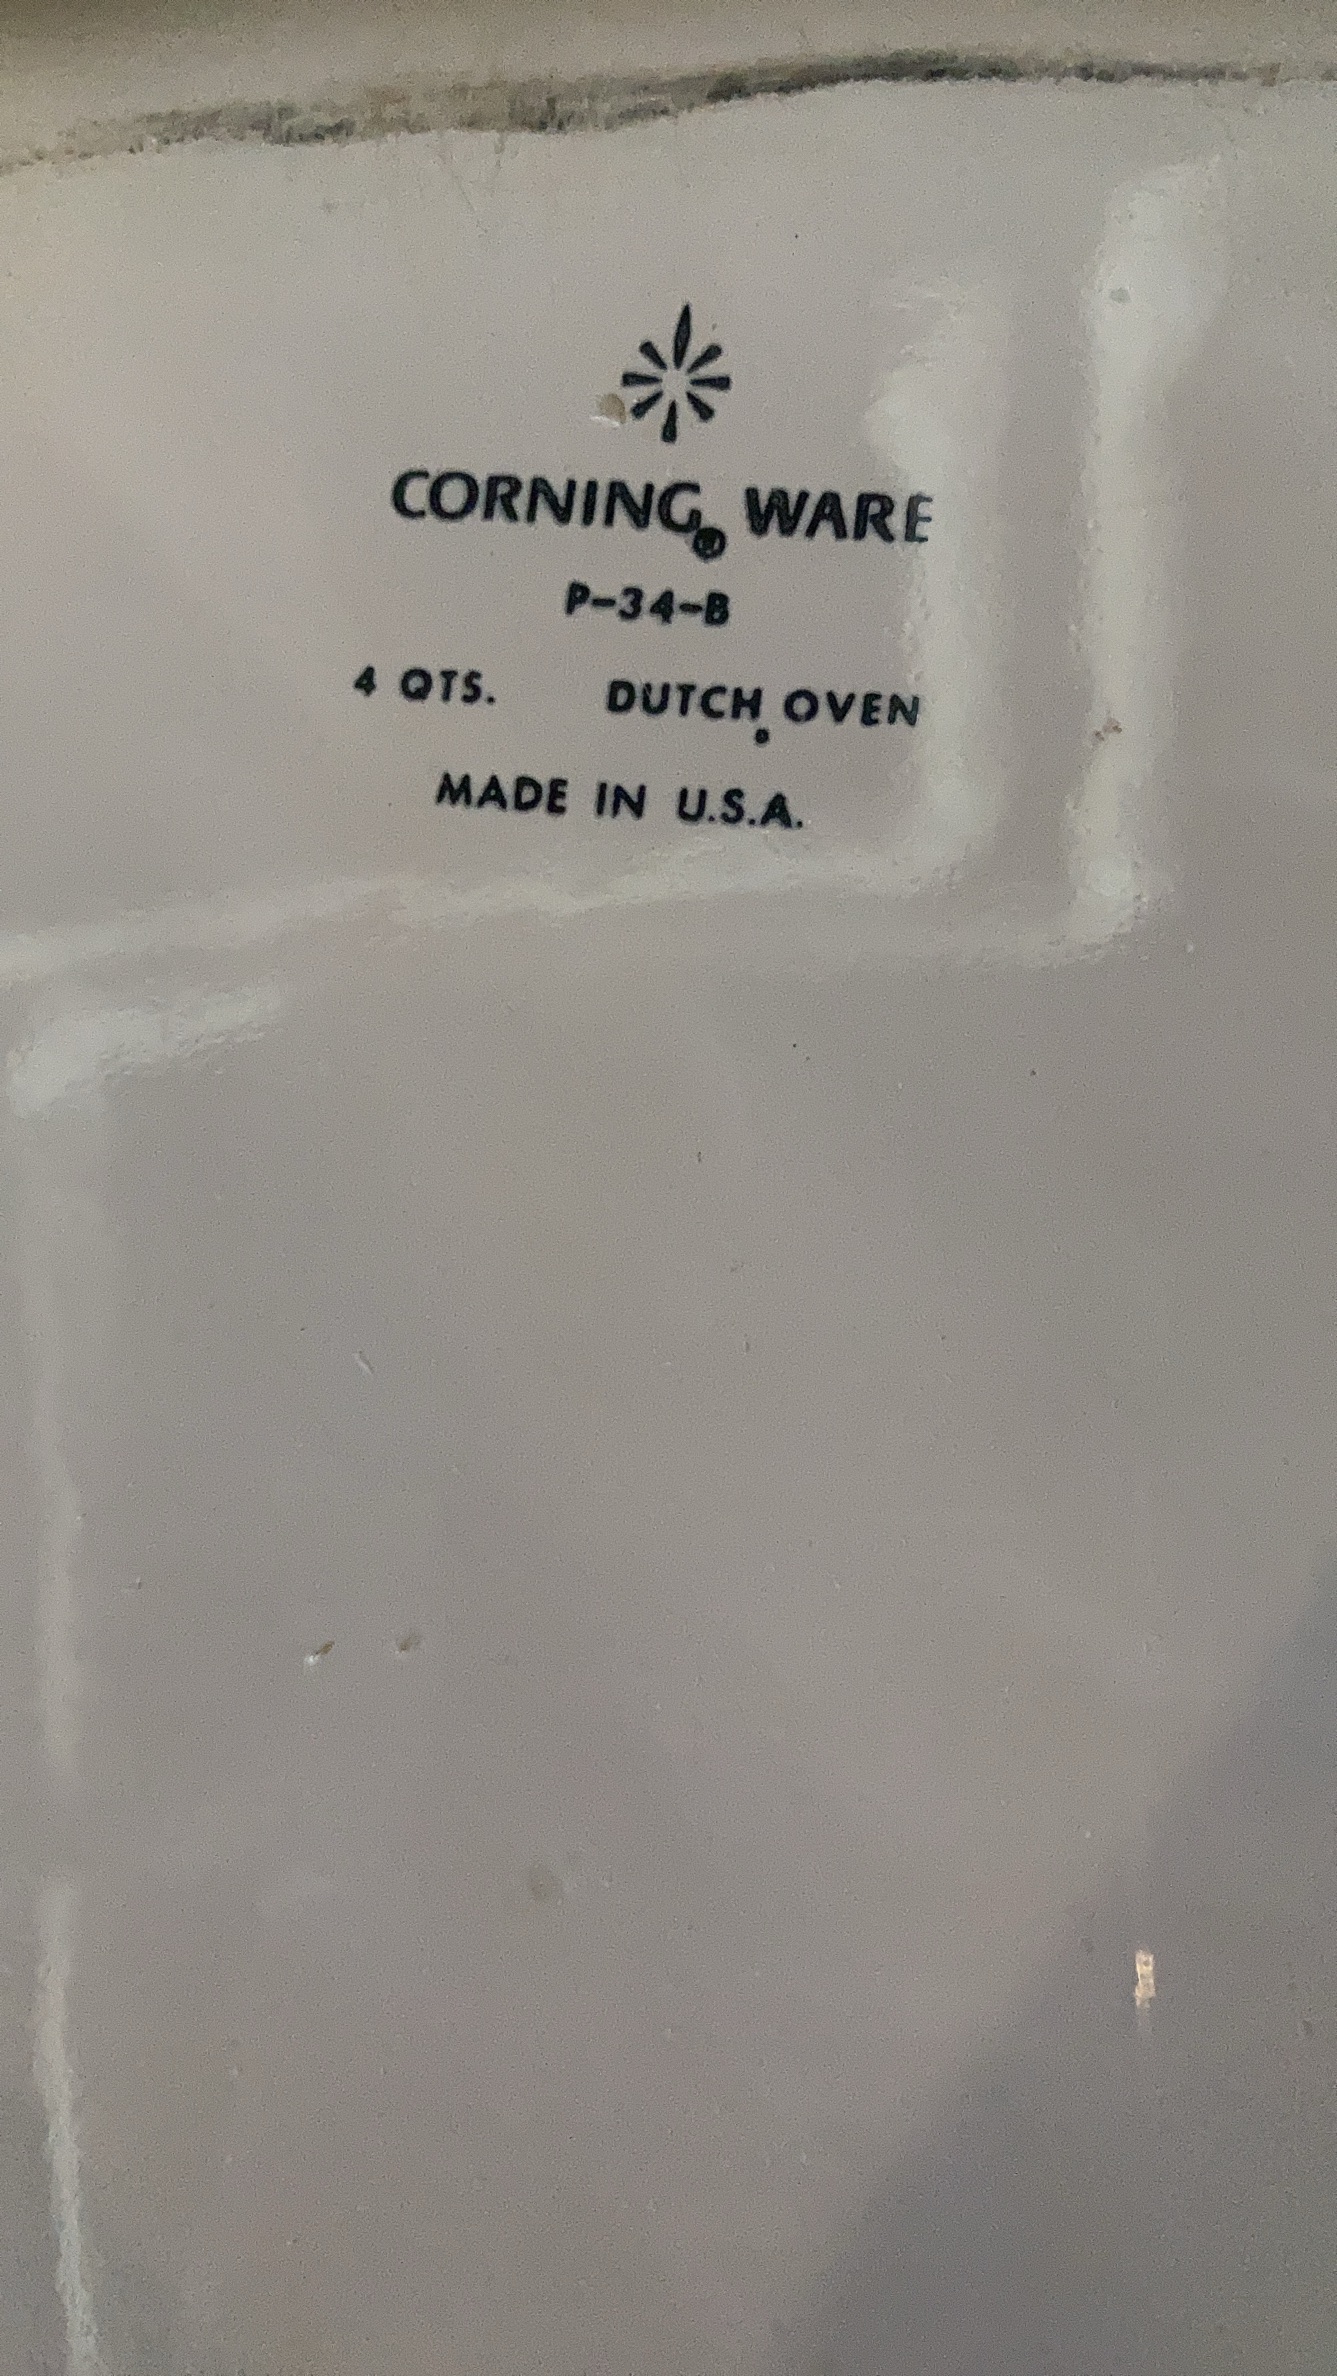 CORNING® WARE
P-34-B
4 QTS. DUTCH OVEN
MADE IN U.S.A.